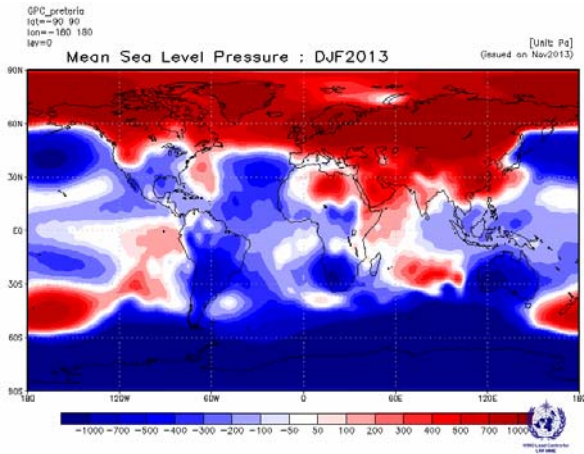 GPC_pretoria
lat=-90 90
lon=-180 180
lev=0
[Unit: Pa]
Mean Sea Level Pressure : DJF2013
(issued on Nov2013)
90N
60N
30N
EQ
30S
60S
90S
180 120W 60W 0 60E 120E 180
-1000 -700 -500 -400 -300 -200 -100 -50 50 100 200 300 400 500 700 1000